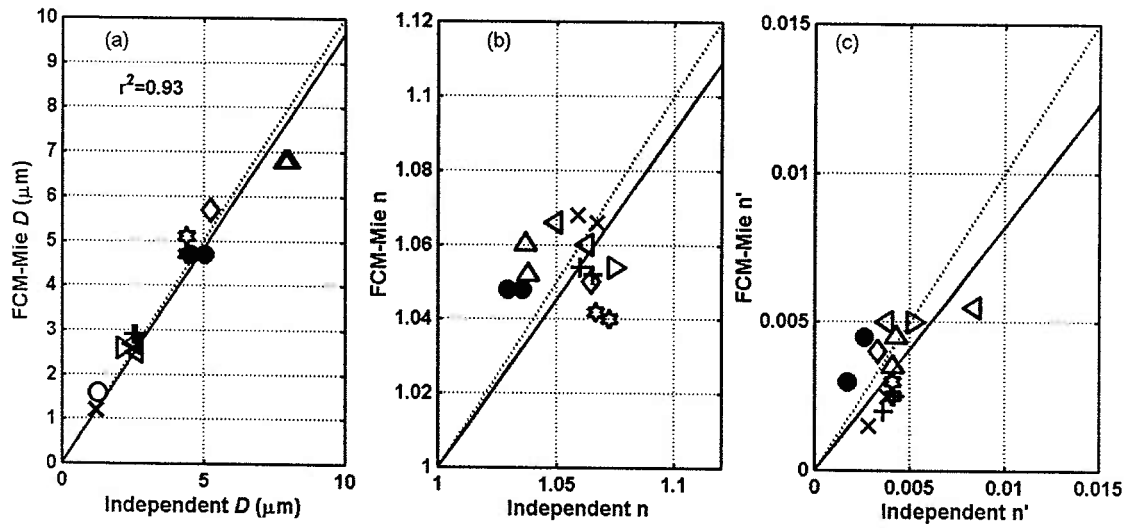 (a)
r²=0.93
FCM-Mie D (μm)
10
9
8
7
6
5
4
3
2
1
0
0 5 10
Independent D (μm)
(b)
FCM-Mie n
1.12
1.1
1.08
1.06
1.04
1.02
1
1 1.05 1.1
Independent n
(c)
FCM-Mie n'
0.015
0.01
0.005
0
0 0.005 0.01 0.015
Independent n'